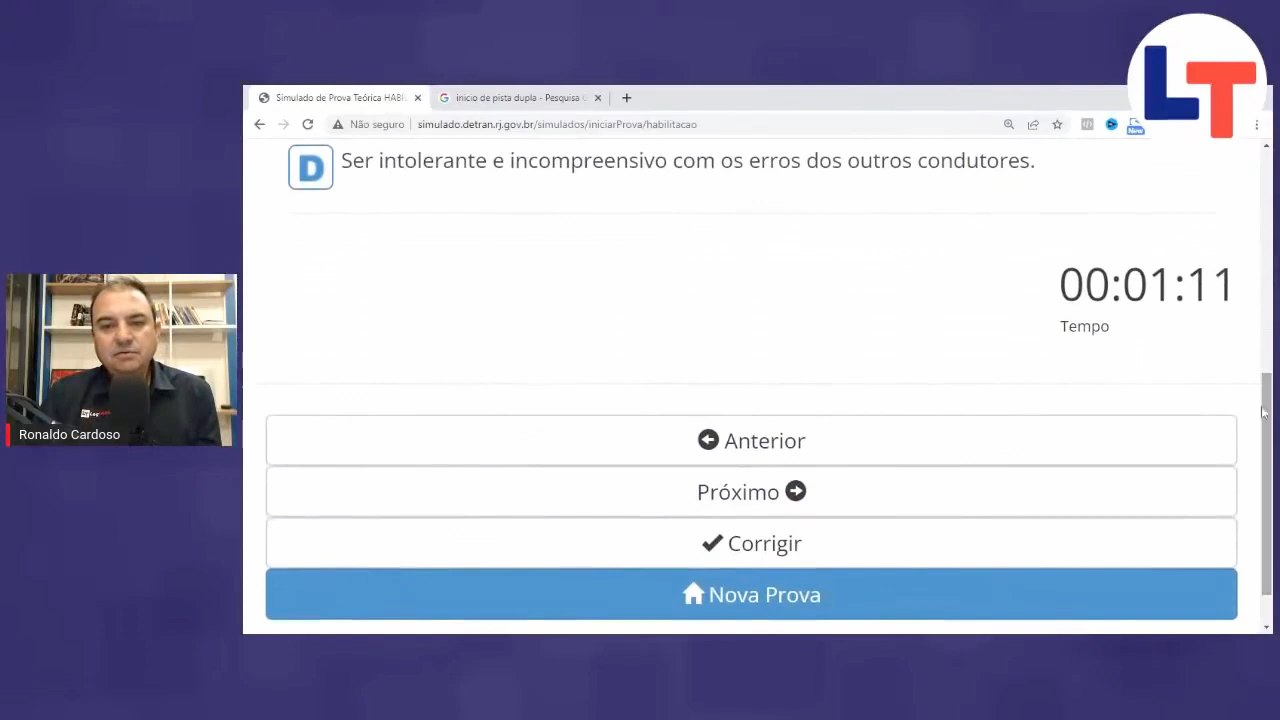 LT
Simulado de Prova Teórica HABI
inicio de pista dupla - Pesquisa
Não seguro
simulado.detran.rj.gov.br/simulados/iniciarProva/habilitacao
New
D Ser intolerante e incompreensivo com os erros dos outros condutores.
00:01:11
Tempo
Anterior
Próximo
Corrigir
Nova Prova
Ronaldo Cardoso